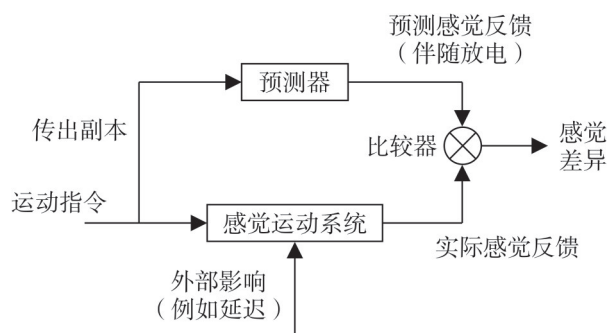 预测感觉反馈
（伴随放电）
预测器
传出副本
比较器
感觉
差异
运动指令
感觉运动系统
实际感觉反馈
外部影响
（例如延迟）